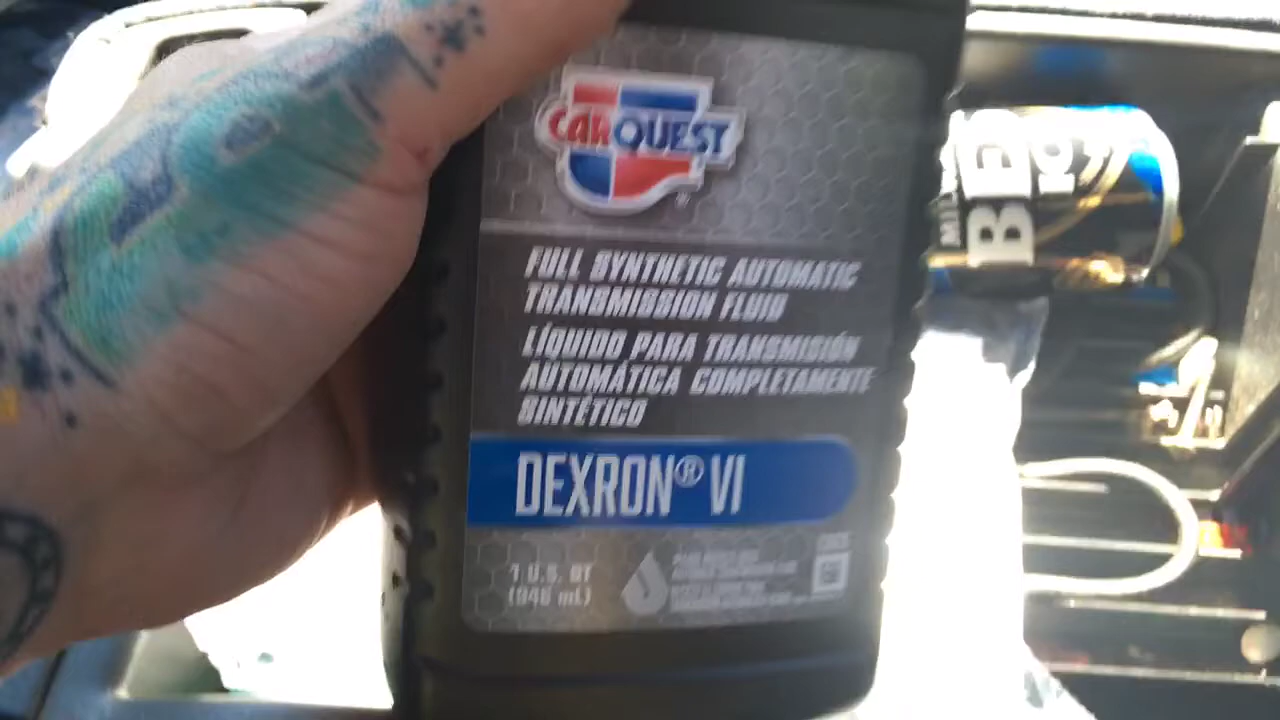 CARQUEST
FULL SYNTHETIC AUTOMATIC
TRANSMISSION FLUID
LÍQUIDO PARA TRANSMISIÓN
AUTOMÁTICA COMPLETAMENTE
SINTÉTICO
DEXRON® VI
1 U.S. QT
(946 mL)